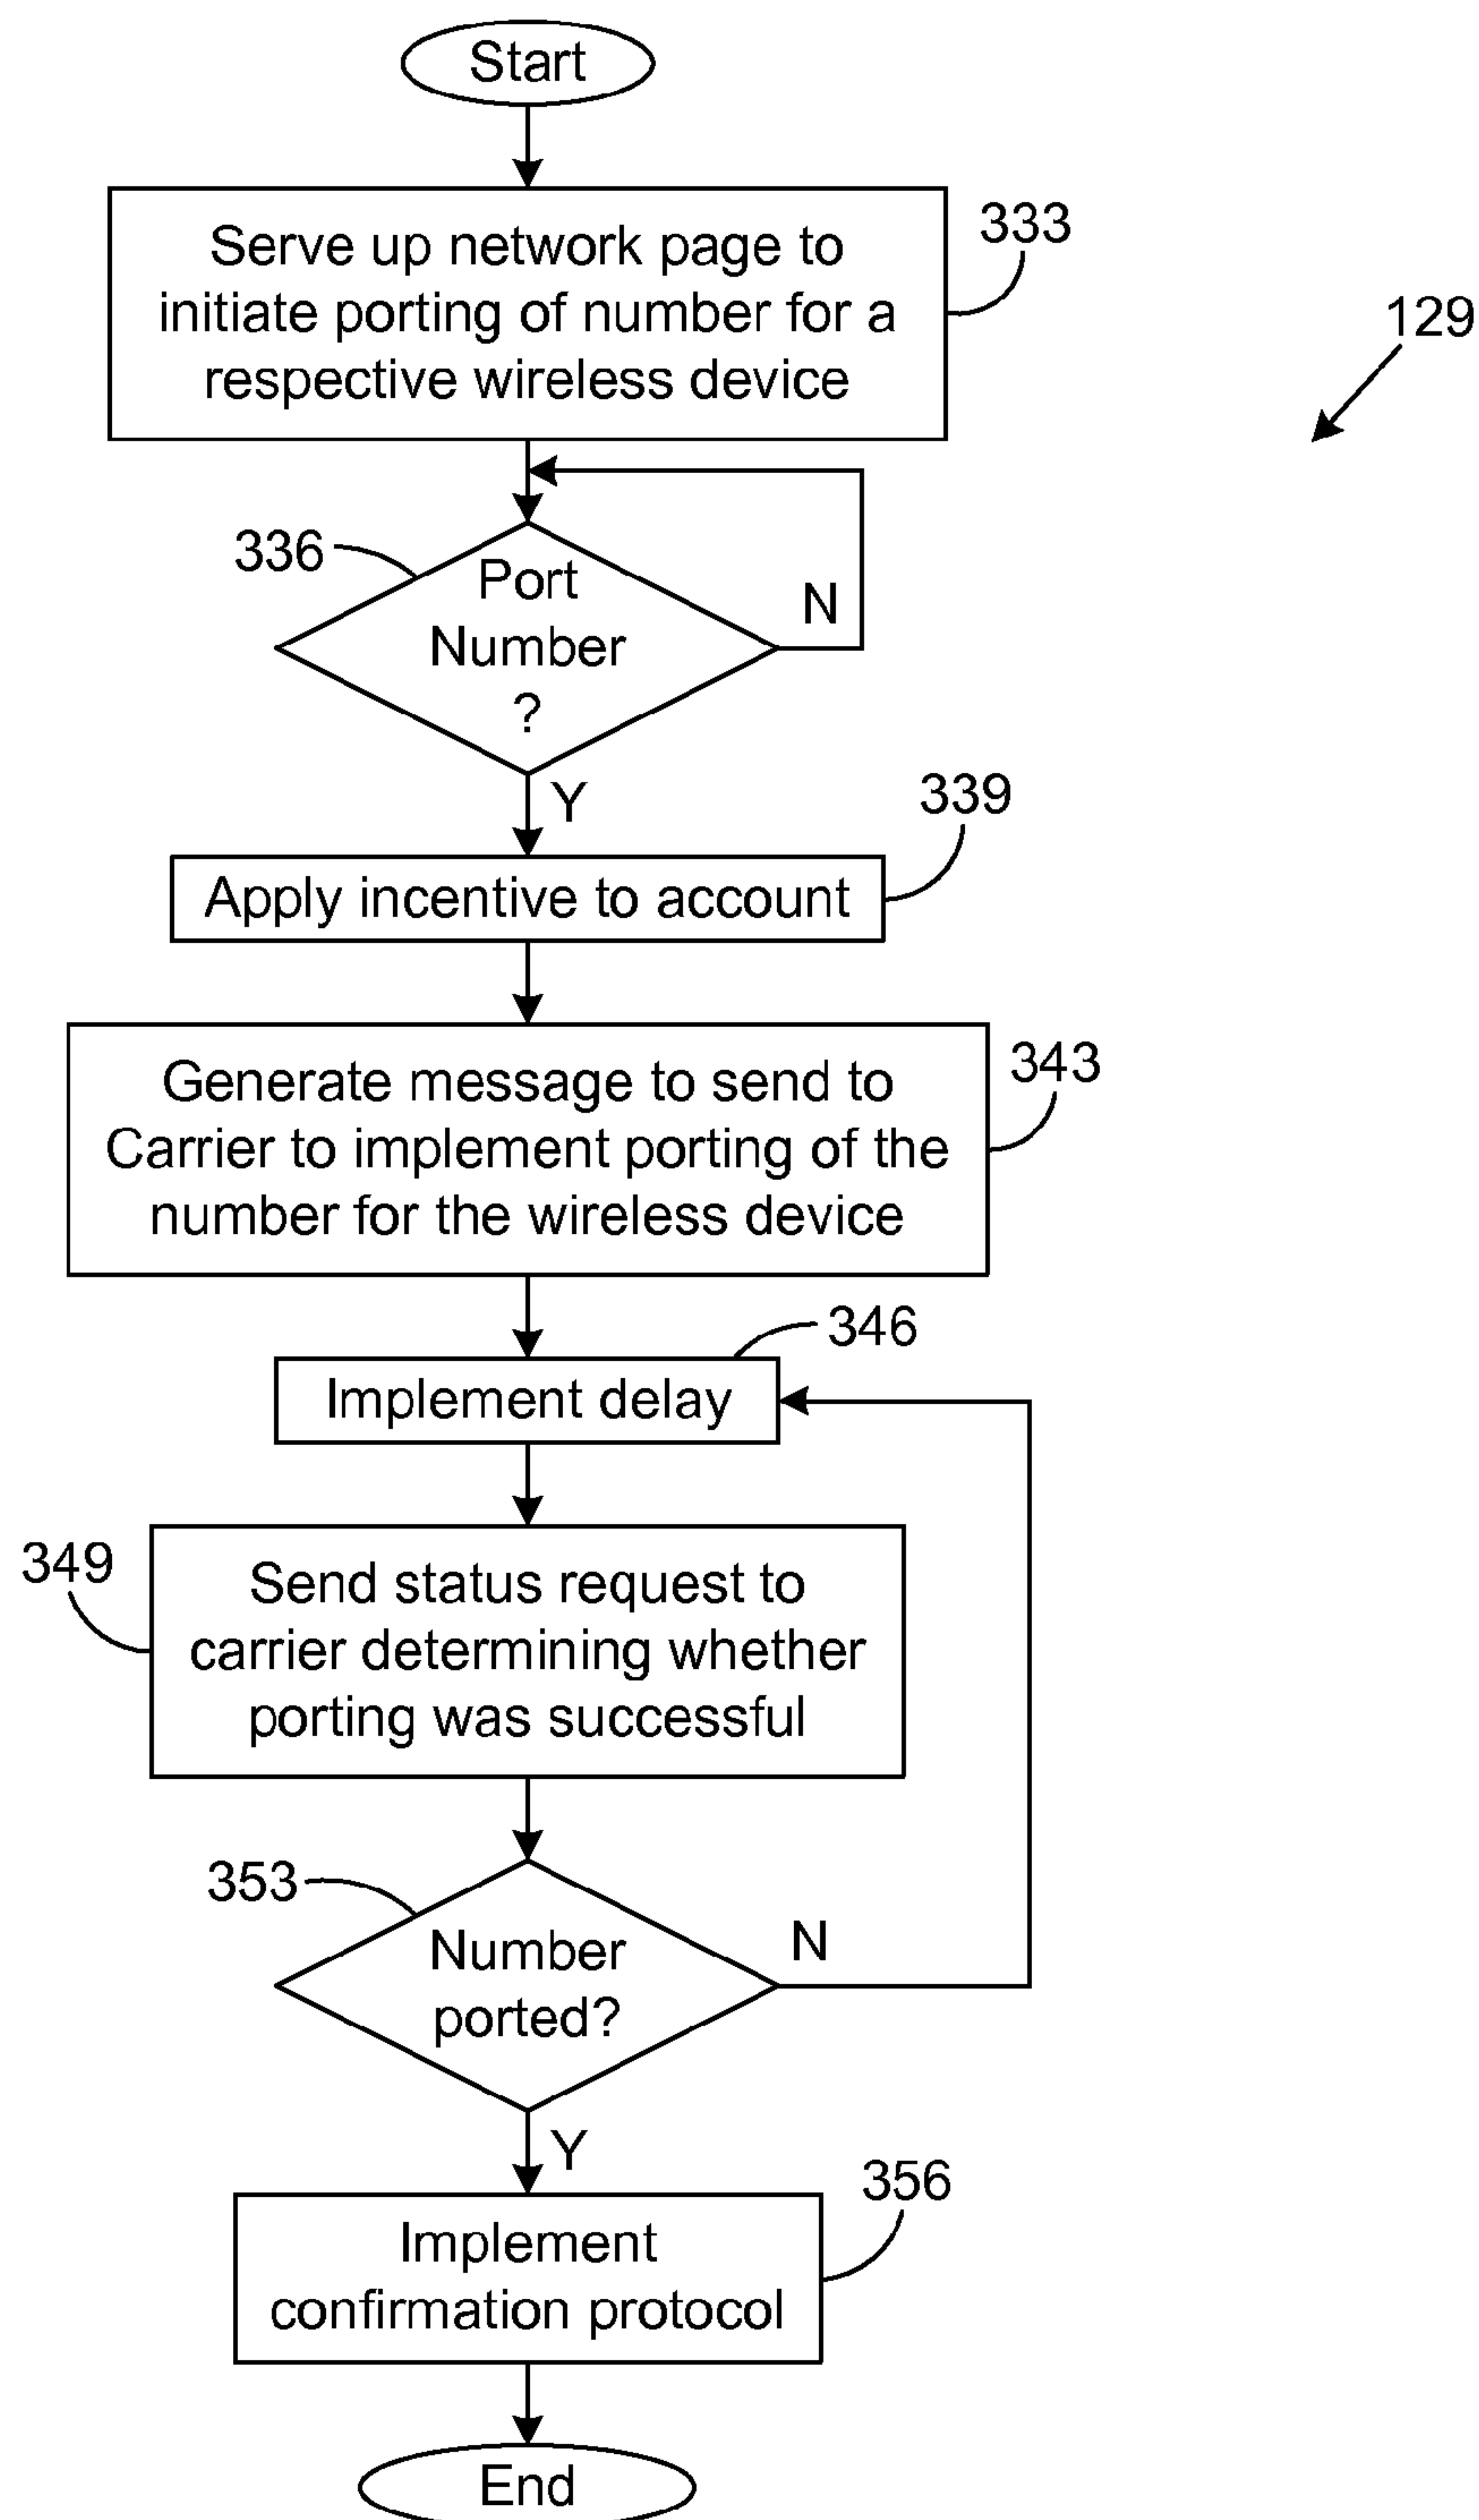 Start
Serve up network page to
initiate porting of number for a
respective wireless device
333
129
336
Port
Number
?
N
Y
339
Apply incentive to account
Generate message to send to
Carrier to implement porting of the
number for the wireless device
343
346
Implement delay
349
Send status request to
carrier determining whether
porting was successful
353
Number
ported?
N
Y
356
Implement
confirmation protocol
End